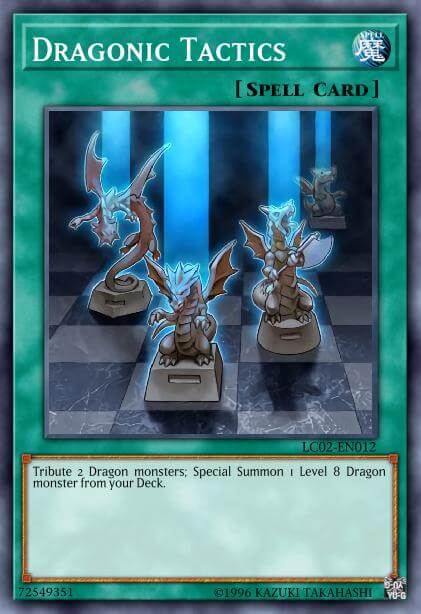 Dragonic Tactics
[Spell Card]
LC02-EN012
Tribute 2 Dragon monsters; Special Summon 1 Level 8 Dragon
monster from your Deck.
72549351
©1996 KAZUKI TAKAHASHI